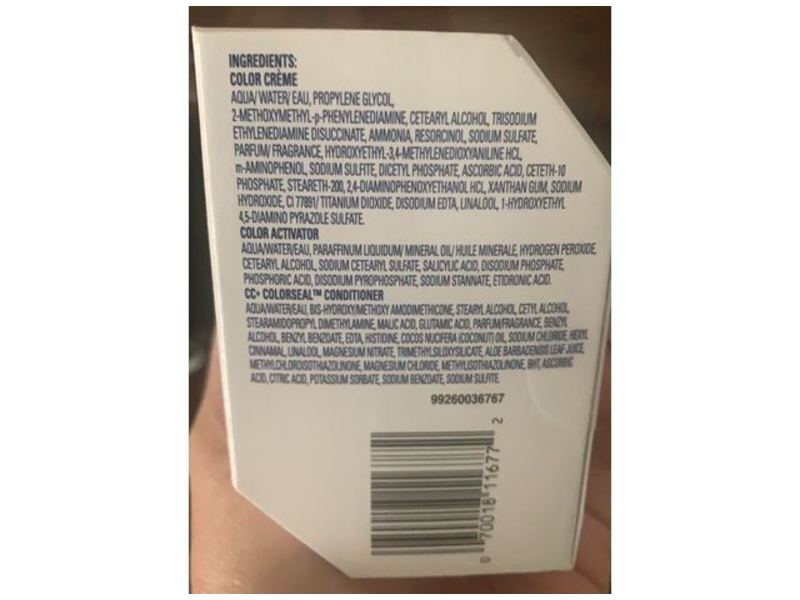 INGREDIENTS:
COLOR CRÈME
AQUA/ WATER/ EAU, PROPYLENE GLYCOL,
2-METHOXYMETHYL-p-PHENYLENEDIAMINE, CETEARYL ALCOHOL, TRISODIUM
ETHYLENEDIAMINE DISUCCINATE, AMMONIA, RESORCINOL, SODIUM SULFATE,
PARFUM/ FRAGRANCE, HYDROXYETHYL-3,4-METHYLENEDIOXYANILINE HCL,
m-AMINOPHENOL, SODIUM SULFITE, DICETYL PHOSPHATE, ASCORBIC ACID, CETETH-10
PHOSPHATE, STEARETH-200, 2,4-DIAMINOPHENOXYETHANOL HCL, XANTHAN GUM, SODIUM
HYDROXIDE, CI 77891/ TITANIUM DIOXIDE, DISODIUM EDTA, LINALOOL, 1-HYDROXYETHYL
4,5-DIAMINO PYRAZOLE SULFATE.
COLOR ACTIVATOR
AQUA/WATER/EAU, PARAFFINUM LIQUIDUM/ MINERAL OIL/ HUILE MINERALE, HYDROGEN PEROXIDE,
CETEARYL ALCOHOL, SODIUM CETEARYL SULFATE, SALICYLIC ACID, DISODIUM PHOSPHATE,
PHOSPHORIC ACID, DISODIUM PYROPHOSPHATE, SODIUM STANNATE, ETIDRONIC ACID.
CC+ COLORSEAL™ CONDITIONER
AQUA/WATER/EAU, BIS-HYDROXY/METHOXY AMODIMETHICONE, STEARYL ALCOHOL, CETYL ALCOHOL,
STEARAMIDOPROPYL DIMETHYLAMINE, MALIC ACID, GLUTAMIC ACID, PARFUM/FRAGRANCE, BENZYL
ALCOHOL, BENZYL BENZOATE, EDTA, HISTIDINE, COCOS NUCIFERA (COCONUT) OIL, SODIUM CHLORIDE, HEXYL
CINNAMAL, LINALOOL, MAGNESIUM NITRATE, TRIMETHYLSILOXYSILICATE, ALOE BARBADENSIS LEAF JUICE,
METHYLCHLOROISOTHIAZOLINONE, MAGNESIUM CHLORIDE, METHYLISOTHIAZOLINONE, BHT, ASCORBIC
ACID, CITRIC ACID, POTASSIUM SORBATE, SODIUM BENZOATE, SODIUM SULFITE.
99260036767
0 70018 11677 2